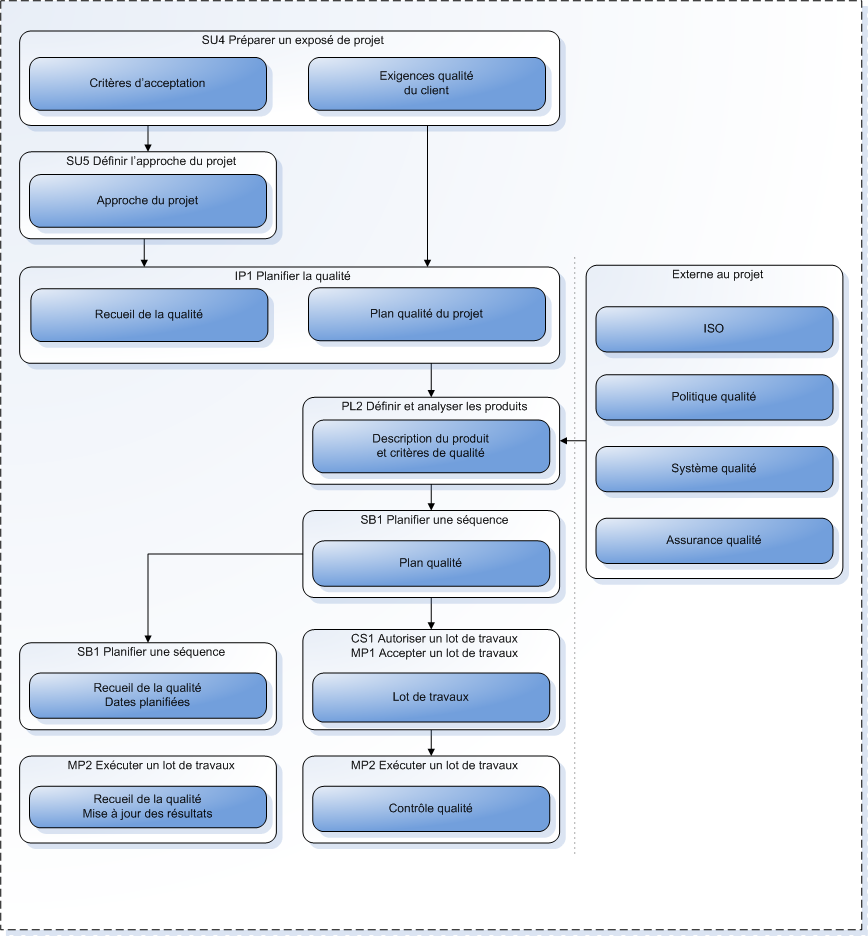 SU4 Préparer un exposé de projet
Critères d'acceptation
Exigences qualité
du client
SU5 Définir l'approche du projet
Approche du projet
IP1 Planifier la qualité
Recueil de la qualité
Plan qualité du projet
Externe au projet
ISO
Politique qualité
Système qualité
Assurance qualité
PL2 Définir et analyser les produits
Description du produit
et critères de qualité
SB1 Planifier une séquence
Plan qualité
SB1 Planifier une séquence
Recueil de la qualité
Dates planifiées
CS1 Autoriser un lot de travaux
MP1 Accepter un lot de travaux
Lot de travaux
MP2 Exécuter un lot de travaux
Recueil de la qualité
Mise à jour des résultats
MP2 Exécuter un lot de travaux
Contrôle qualité